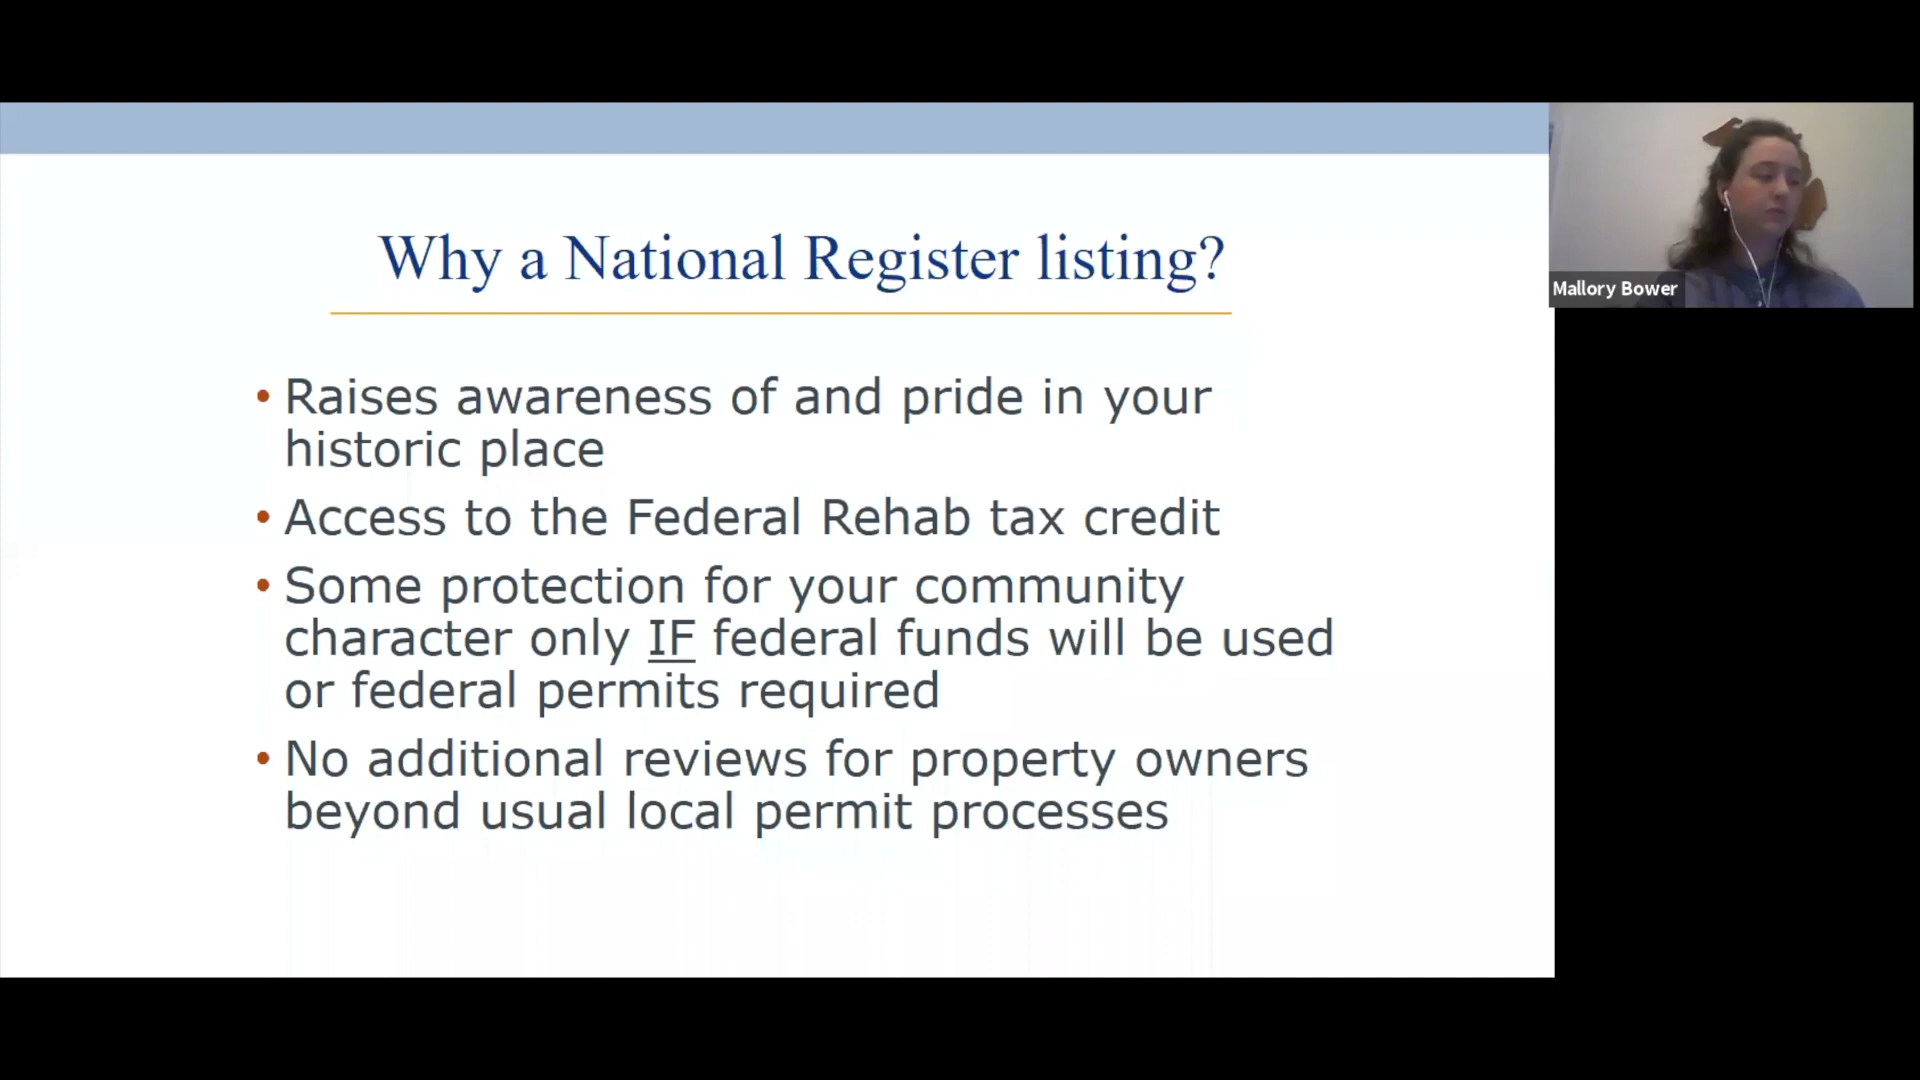 Why a National Register listing?
Mallory Bower
• Raises awareness of and pride in your
historic place
• Access to the Federal Rehab tax credit
• Some protection for your community
character only IF federal funds will be used
or federal permits required
• No additional reviews for property owners
beyond usual local permit processes